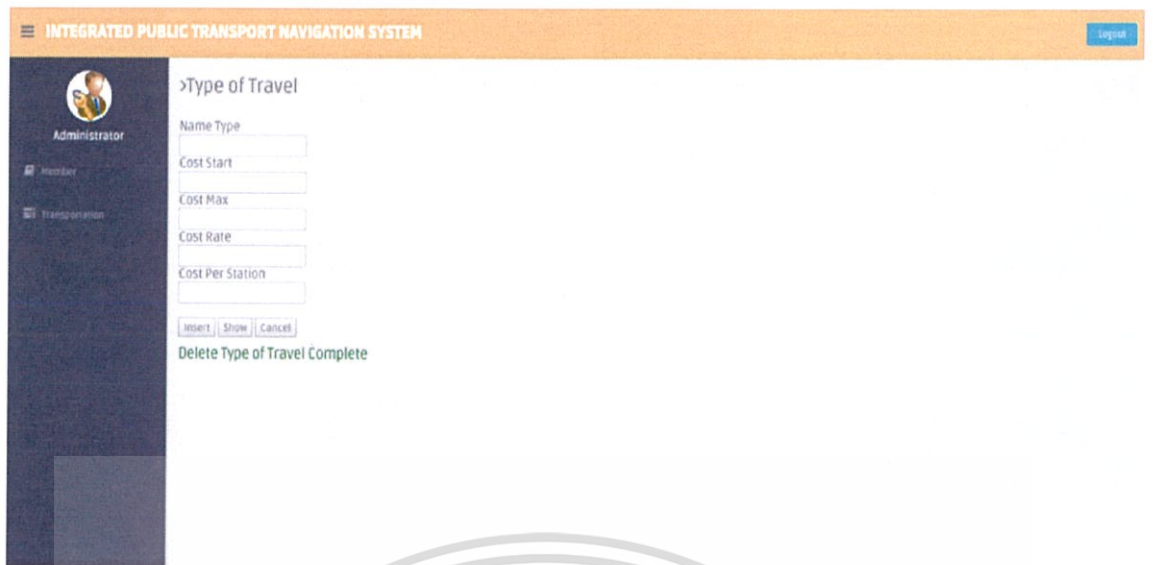 INTEGRATED PUBLIC TRANSPORT NAVIGATION SYSTEM
Logout
Administrator
Member
Transportation
>Type of Travel
Name Type
Cost Start
Cost Max
Cost Rate
Cost Per Station
Insert Show Cancel
Delete Type of Travel Complete